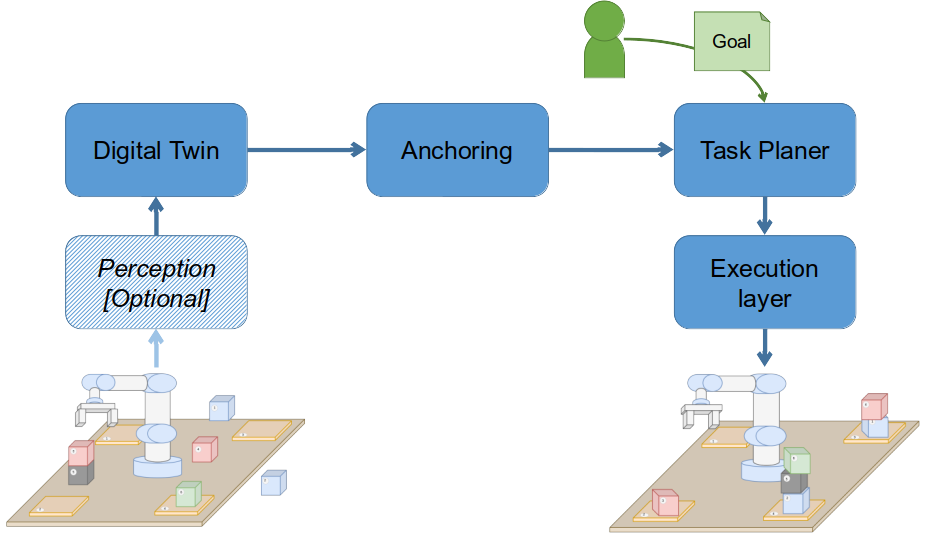 Goal
Digital Twin
Anchoring
Task Planer
Perception
[Optional]
Execution
layer